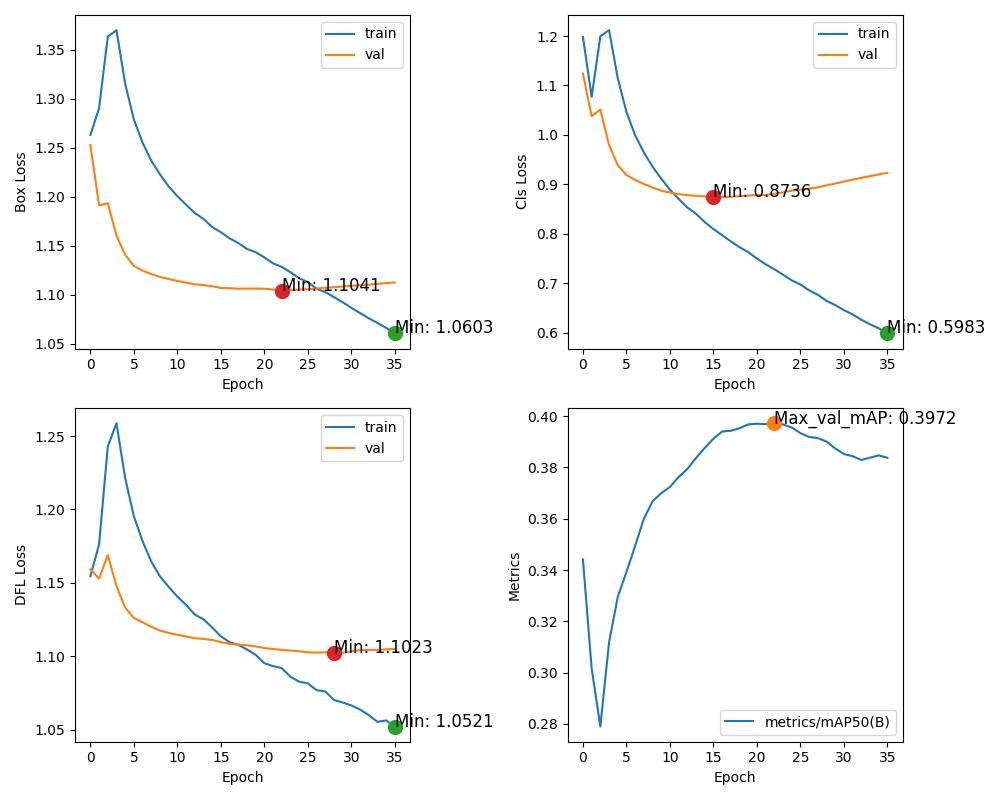 train
val
Box Loss
1.35
1.30
1.25
1.20
1.15
1.10
1.05
Min: 1.1041
Min: 1.0603
0 5 10 15 20 25 30 35
Epoch
train
val
Cls Loss
1.2
1.1
1.0
0.9
0.8
0.7
0.6
Min: 0.8736
Min: 0.5983
0 5 10 15 20 25 30 35
Epoch
train
val
DFL Loss
1.25
1.20
1.15
1.10
1.05
Min: 1.1023
Min: 1.0521
0 5 10 15 20 25 30 35
Epoch
Metrics
0.40
0.38
0.36
0.34
0.32
0.30
0.28
Max_val_mAP: 0.3972
metrics/mAP50(B)
0 5 10 15 20 25 30 35
Epoch